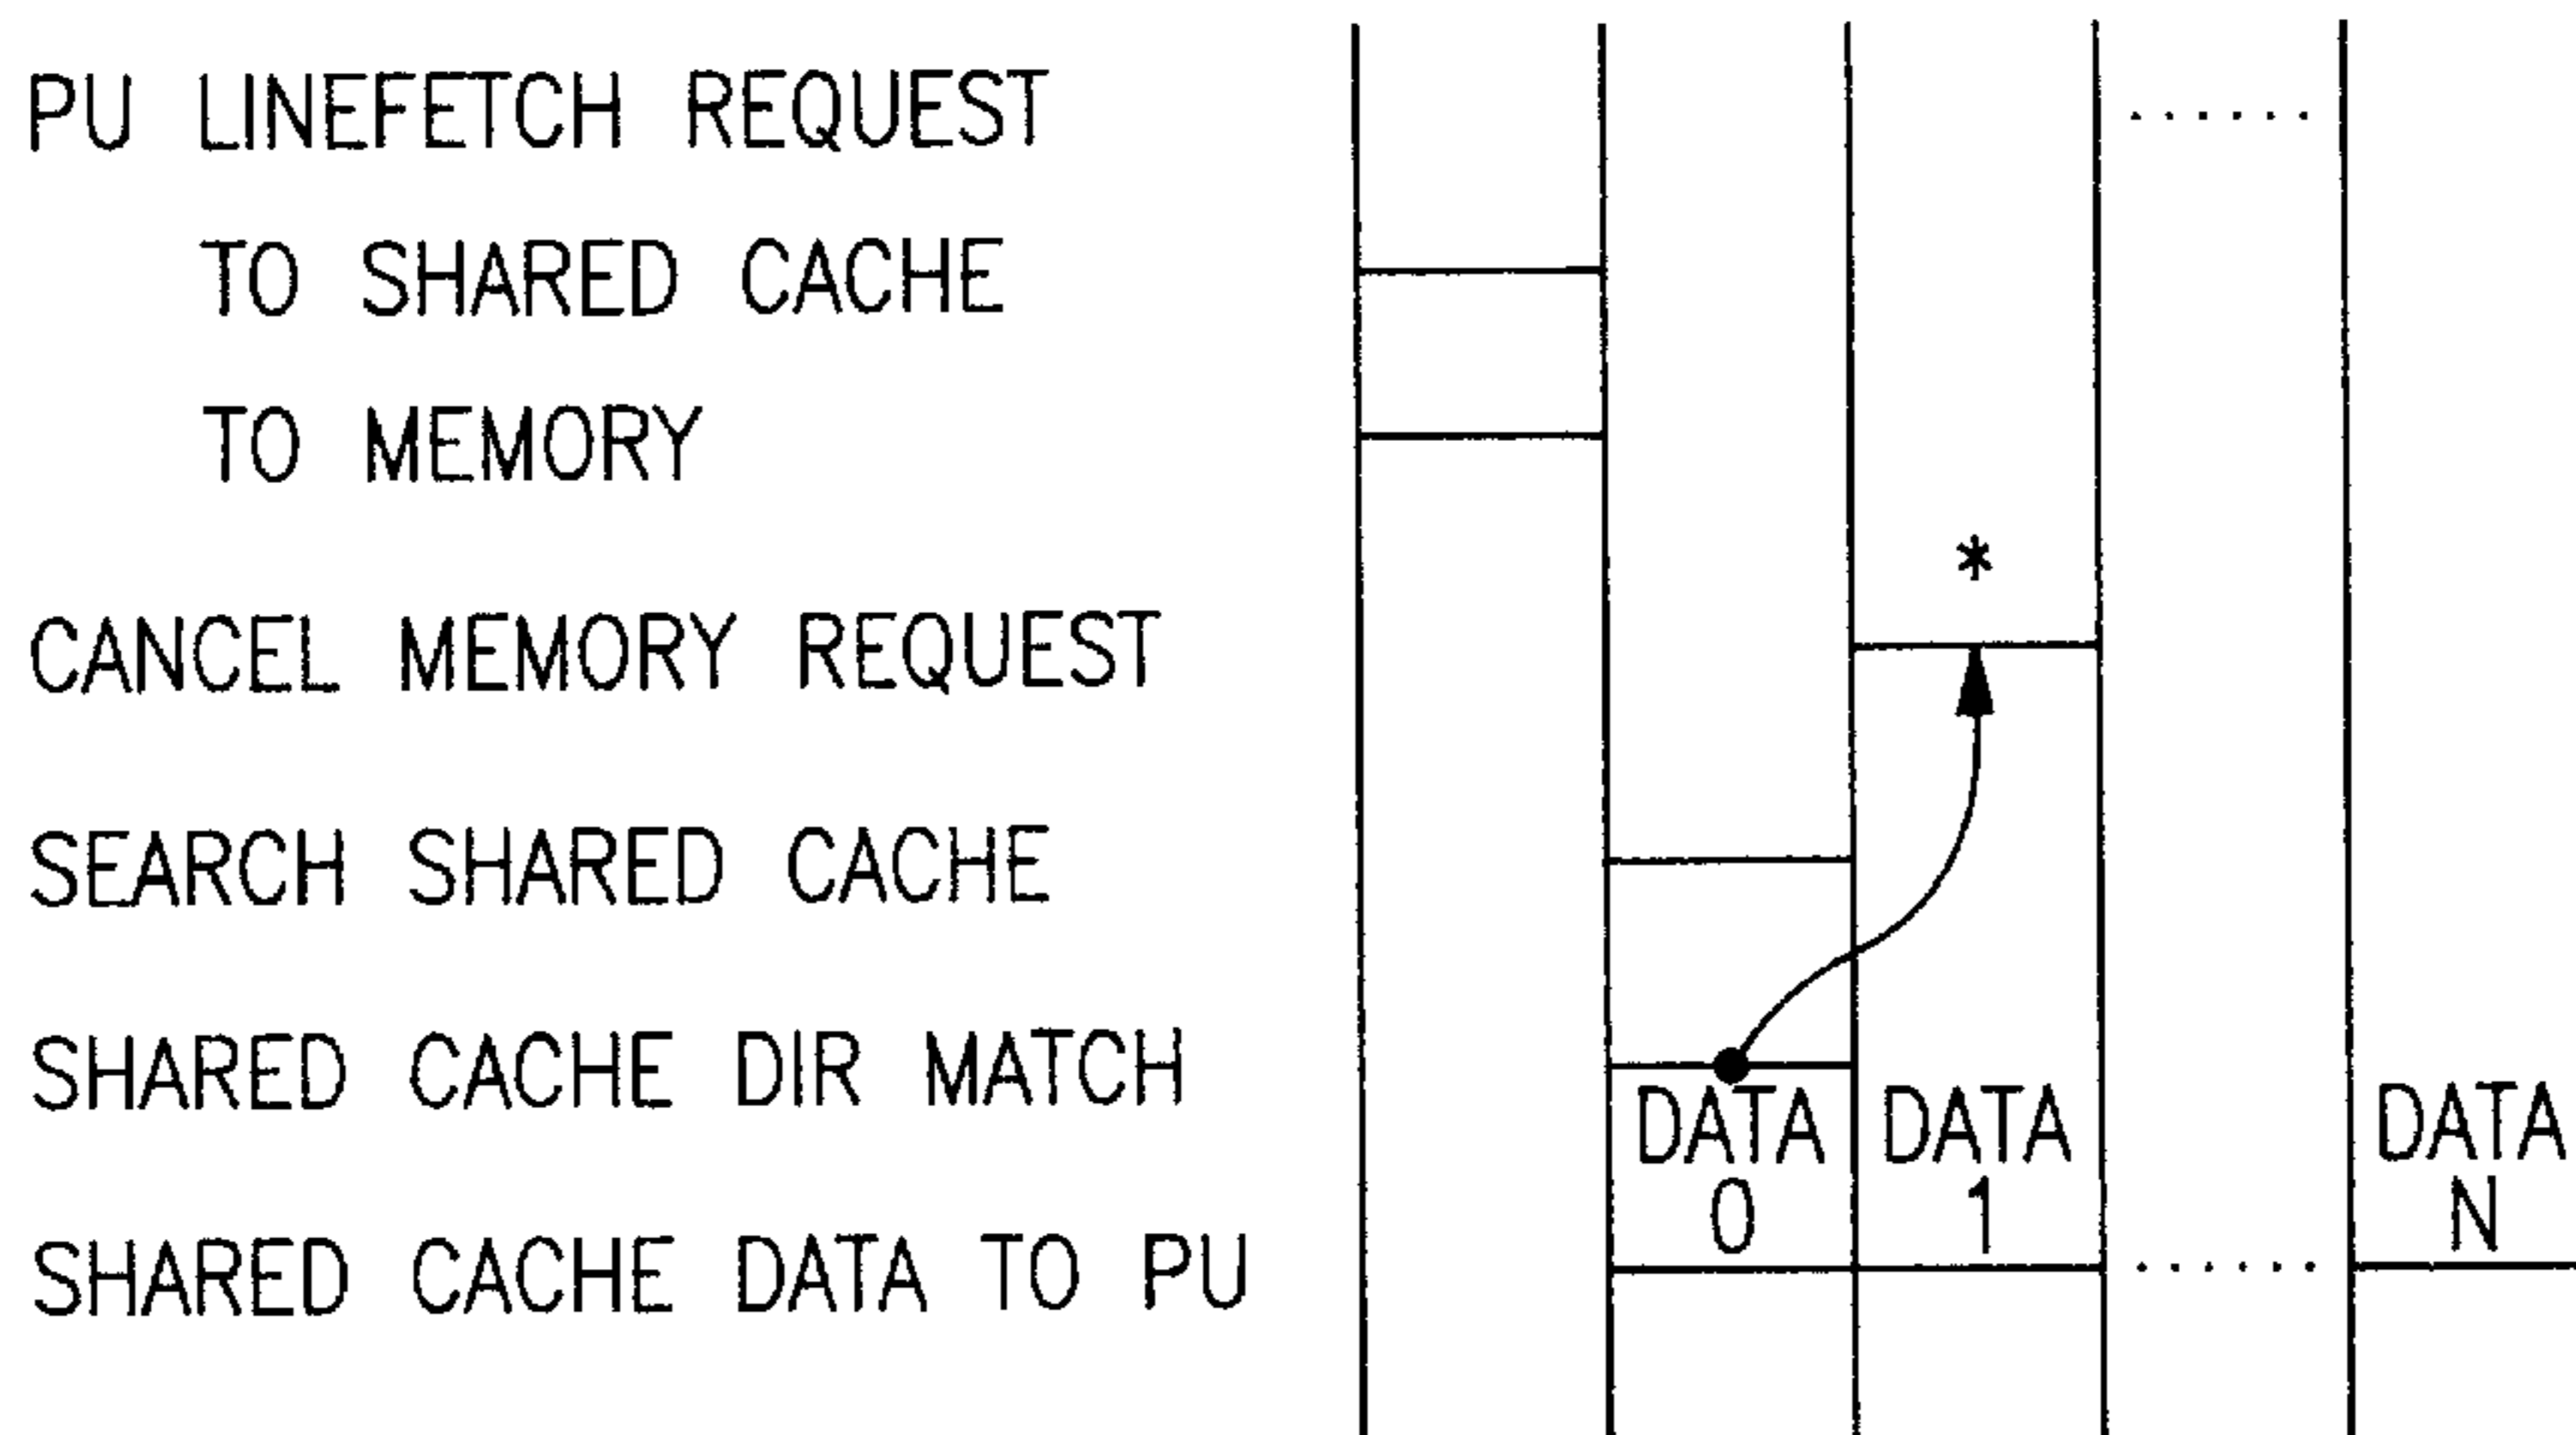 PU LINEFETCH REQUEST
TO SHARED CACHE
TO MEMORY
*
CANCEL MEMORY REQUEST
SEARCH SHARED CACHE
SHARED CACHE DIR MATCH
DATA 0
DATA 1
DATA N
SHARED CACHE DATA TO PU